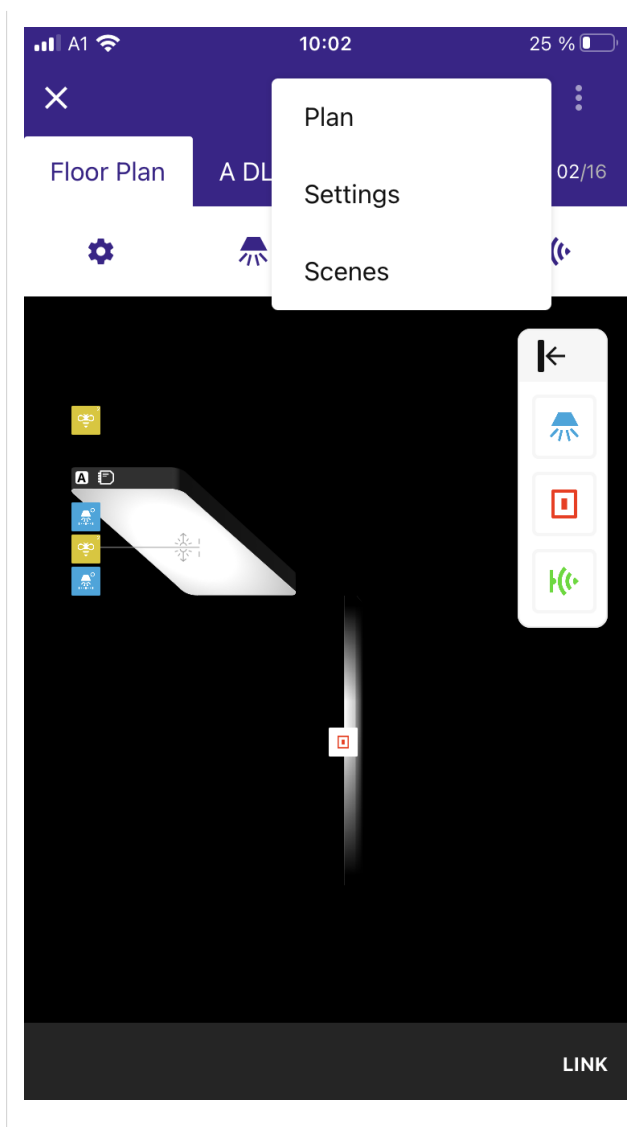 A1
10:02
25 %
Plan
Floor Plan
A DL
02/16
Settings
Scenes
A
LINK